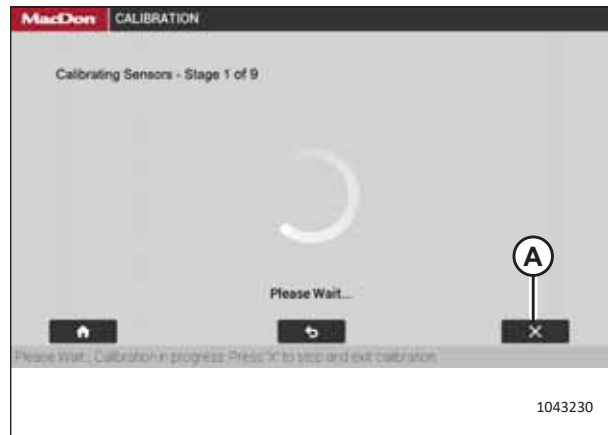 MacDon CALIBRATION
Calibrating Sensors - Stage 1 of 9
A
Please Wait...
Please Wait... Calibration in progress. Press 'X' to stop and exit calibration.
1043230